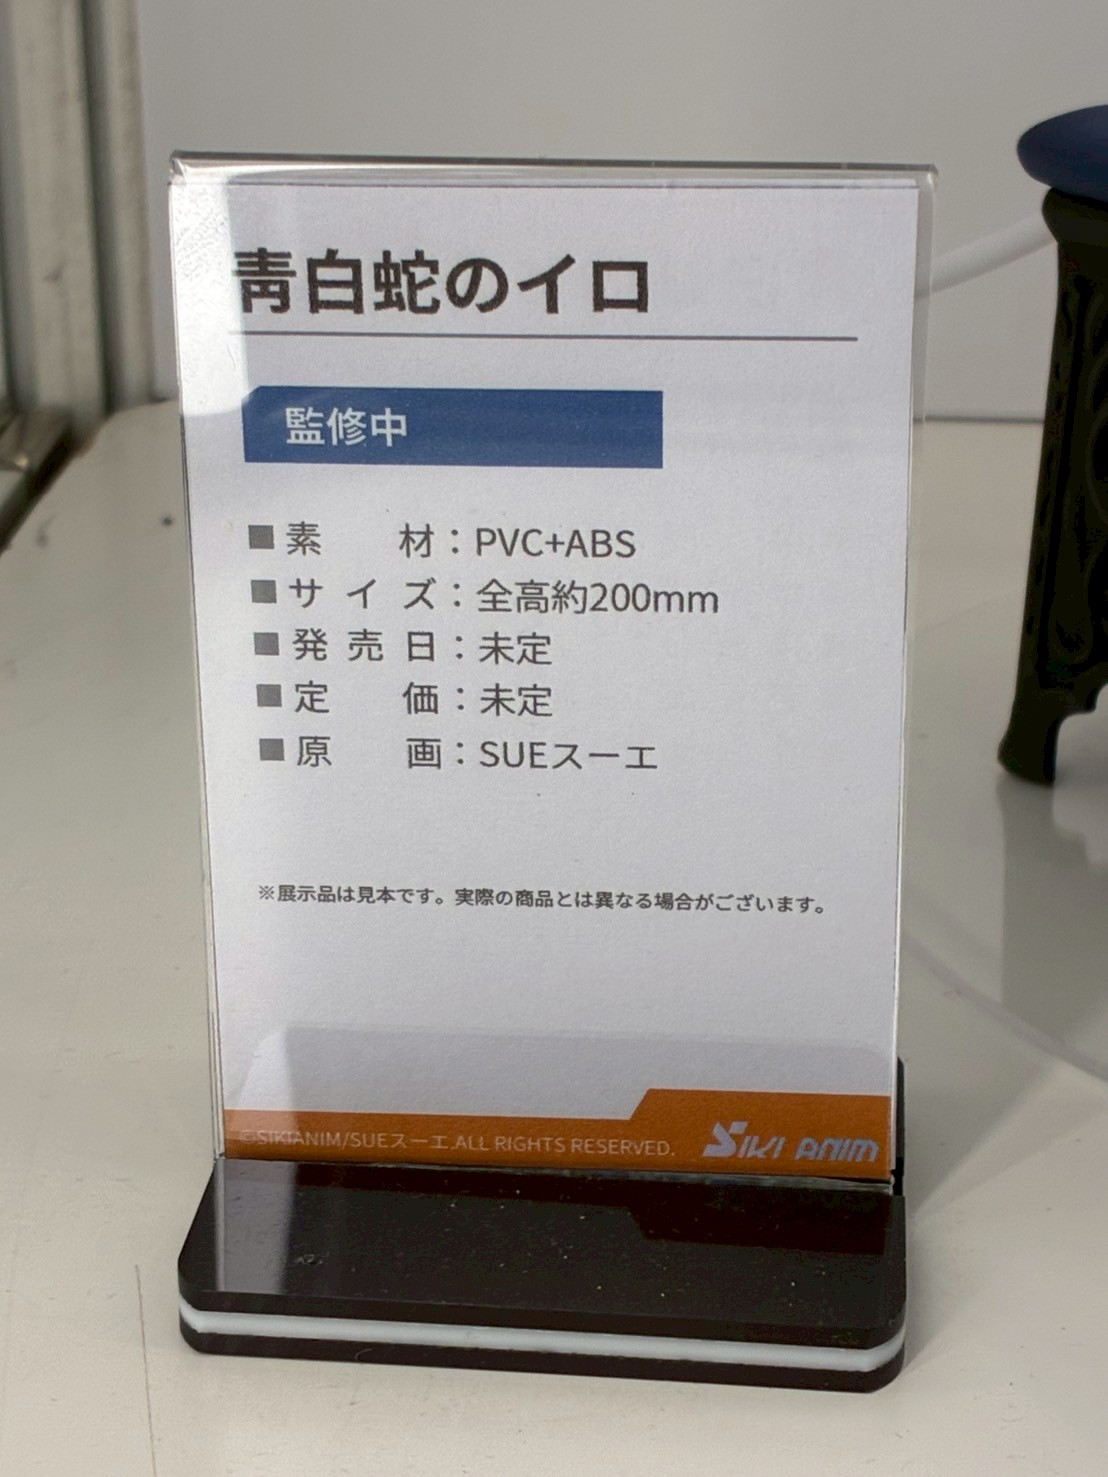 靑白蛇のイロ
監修中
■素　材：PVC+ABS
■サイズ：全高約200mm
■発売日：未定
■定　価：未定
■原　画：SUEスーエ
※展示品は見本です。実際の商品とは異なる場合がございます。
©SIKIANIM/SUEスーエ.ALL RIGHTS RESERVED.
SIKI ANIM